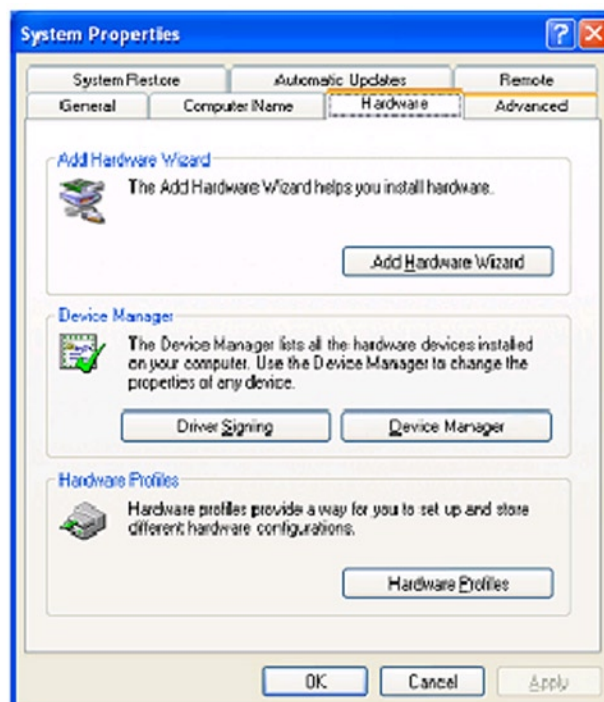 System Properties
System Restore Automatic Updates Remote
General Computer Name Hardware Advanced
Add Hardware Wizard
The Add Hardware Wizard helps you install hardware.
Add Hardware Wizard
Device Manager
The Device Manager lists all the hardware devices installed
on your computer. Use the Device Manager to change the
properties of any device.
Driver Signing Device Manager
Hardware Profiles
Hardware profiles provide a way for you to set up and store
different hardware configurations.
Hardware Profiles
OK Cancel Apply